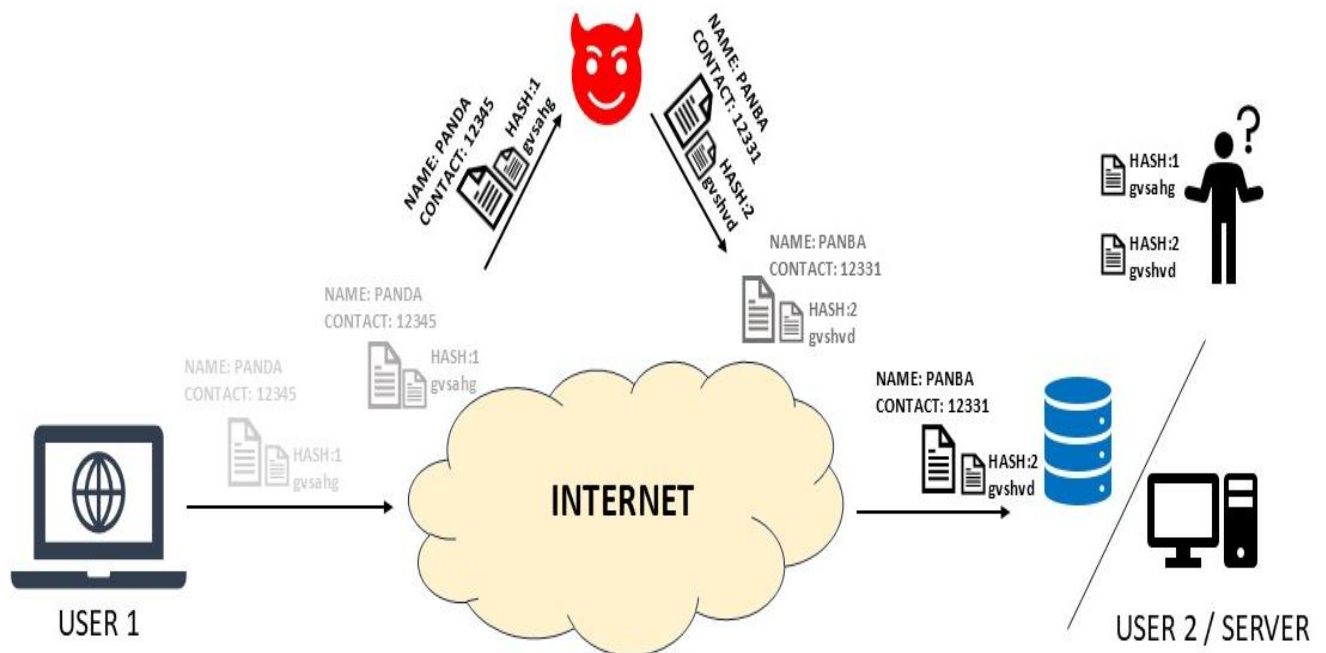 NAME: PANDA
CONTACT: 12345
HASH:1
gvsahg
NAME: PANBA
CONTACT: 12331
HASH:2
gvshvd
HASH:1
gvsahg
HASH:2
gvshvd
NAME: PANBA
CONTACT: 12331
HASH:2
gvshvd
NAME: PANDA
CONTACT: 12345
HASH:1
gvsahg
NAME: PANDA
CONTACT: 12345
HASH:1
gvsahg
NAME: PANBA
CONTACT: 12331
HASH:2
gvshvd
INTERNET
USER 1
USER 2 / SERVER
?